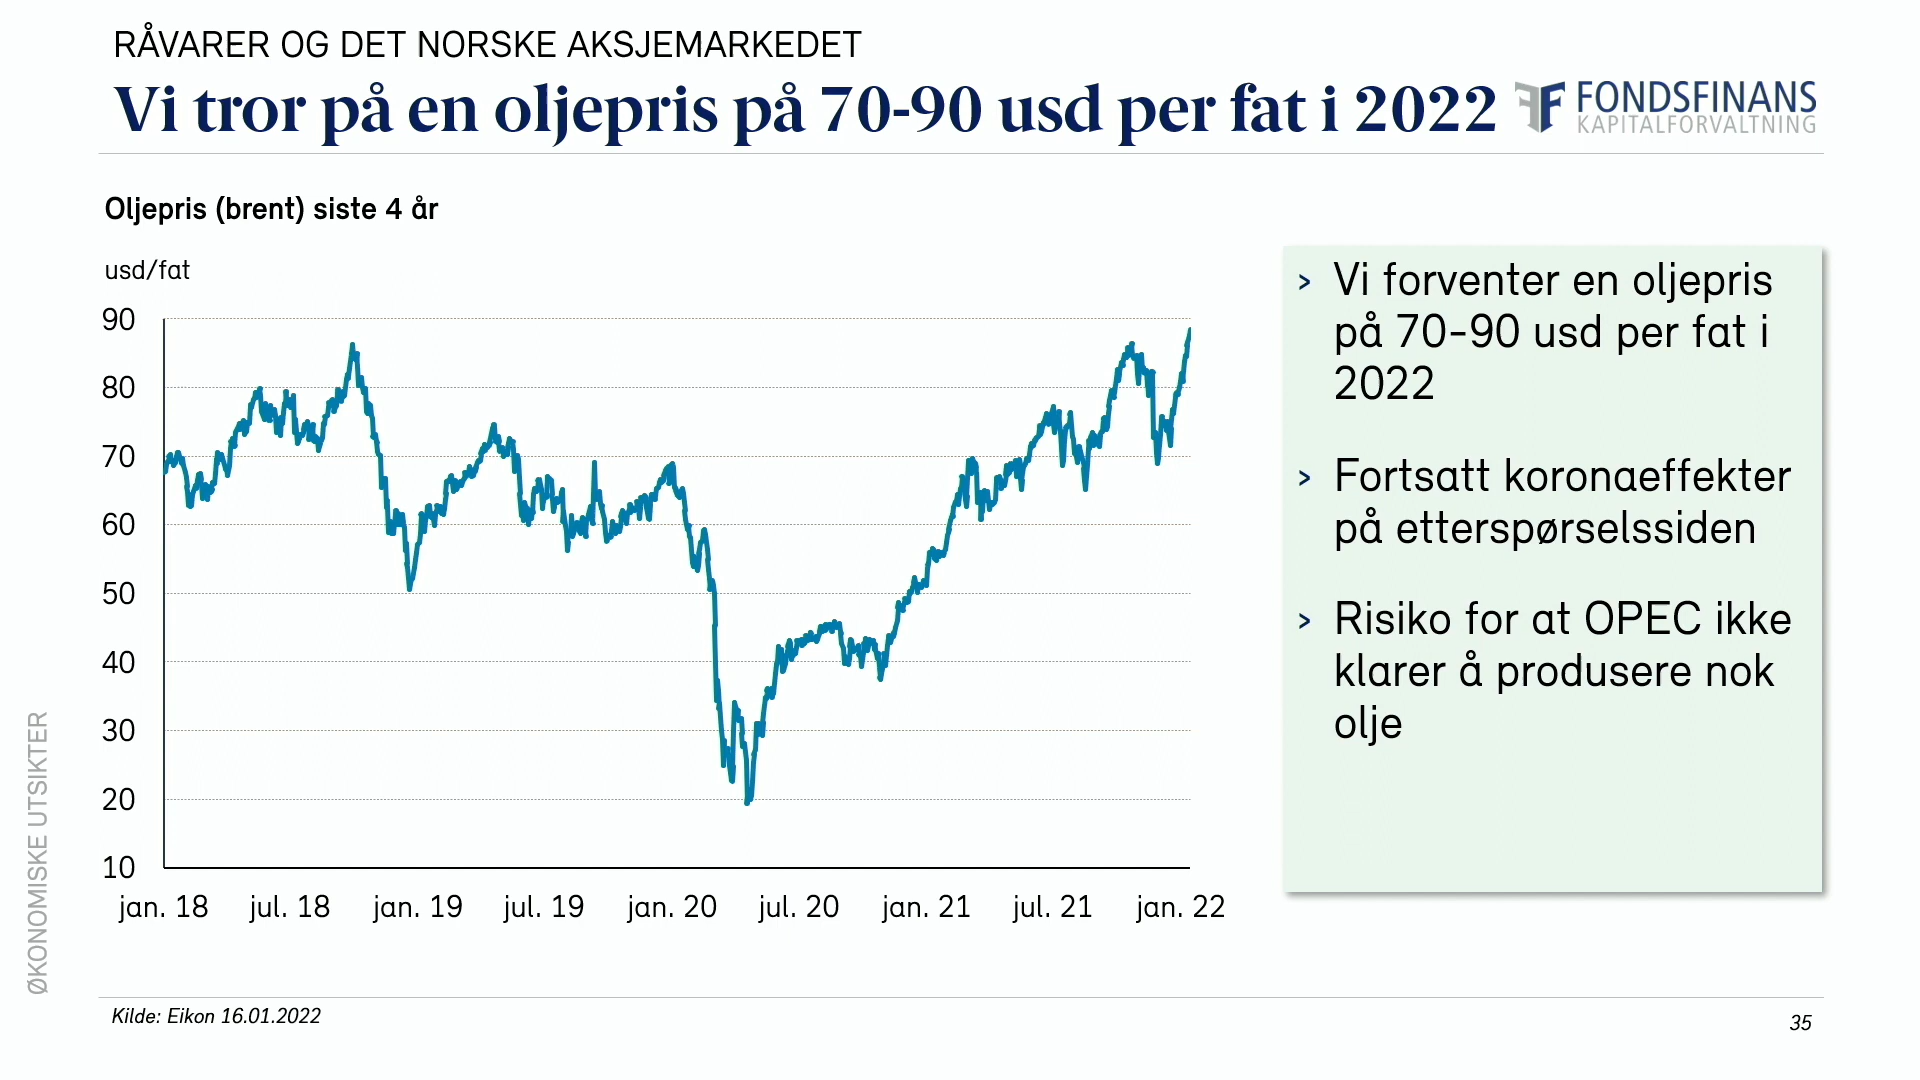 RÅVARER OG DET NORSKE AKSJEMARKEDET
Vi tror på en oljepris på 70-90 usd per fat i 2022
FONDSFINANS
KAPITALFORVALTNING
Oljepris (brent) siste 4 år
usd/fat
90
80
70
60
50
40
30
20
10
jan. 18 jul. 18 jan. 19 jul. 19 jan. 20 jul. 20 jan. 21 jul. 21 jan. 22
> Vi forventer en oljepris
på 70-90 usd per fat i
2022
> Fortsatt koronaeffekter
på etterspørselssiden
> Risiko for at OPEC ikke
klarer å produsere nok
olje
ØKONOMISKE UTSIKTER
Kilde: Eikon 16.01.2022
35